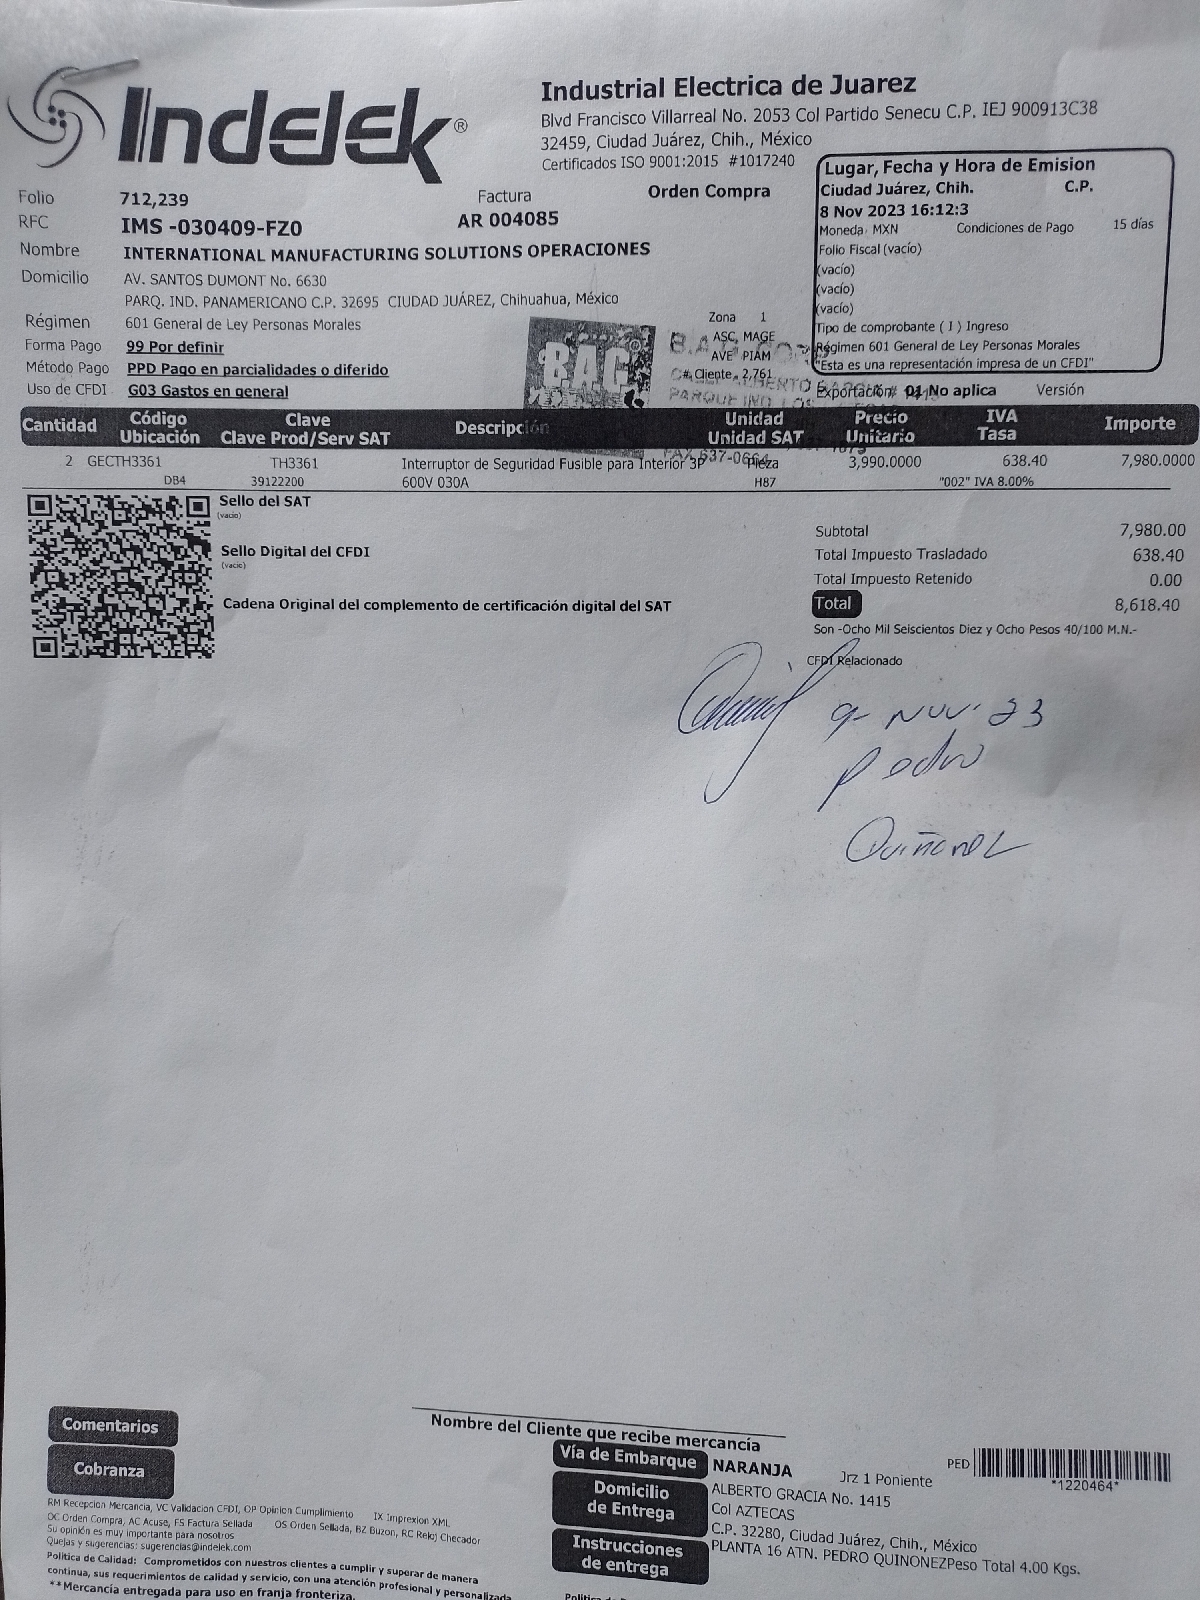 Indelek®
Industrial Electrica de Juarez
Blvd Francisco Villarreal No. 2053 Col Partido Senecu C.P. IEJ 900913C38
32459, Ciudad Juárez, Chih., México
Certificados ISO 9001:2015 #1017240
Folio 712,239 Factura Orden Compra
RFC IMS -030409-FZ0 AR 004085
Nombre INTERNATIONAL MANUFACTURING SOLUTIONS OPERACIONES
Domicilio AV. SANTOS DUMONT No. 6630
PARQ. IND. PANAMERICANO C.P. 32695 CIUDAD JUÁREZ, Chihuahua, México
Régimen 601 General de Ley Personas Morales
Forma Pago 99 Por definir
Método Pago PPD Pago en parcialidades o diferido
Uso de CFDI G03 Gastos en general
Lugar, Fecha y Hora de Emision
Ciudad Juárez, Chih. C.P.
8 Nov 2023 16:12:3
Moneda MXN Condiciones de Pago 15 días
Folio Fiscal (vacío)
(vacío)
(vacío)
(vacío)
Tipo de comprobante ( I ) Ingreso
Régimen 601 General de Ley Personas Morales
"Esta es una representación impresa de un CFDI"
Exportación 01 No aplica Versión
Zona 1
ASC, MAGE
AVE PIAM
# Cliente 2,761
B.A.G
PARQUE IND. LOS
FAX 637-0664
Cantidad Código Clave Descripción Unidad Precio IVA Importe
Ubicación Clave Prod/Serv SAT Unidad SAT Unitario Tasa
2 GECTH3361 TH3361 Interruptor de Seguridad Fusible para Interior 3P Pieza 3,990.0000 638.40 7,980.0000
DB4 39122200 600V 030A H87 "002" IVA 8.00%
Sello del SAT
(vacio)
Sello Digital del CFDI
(vacio)
Cadena Original del complemento de certificación digital del SAT
Subtotal 7,980.00
Total Impuesto Trasladado 638.40
Total Impuesto Retenido 0.00
Total 8,618.40
Son -Ocho Mil Seiscientos Diez y Ocho Pesos 40/100 M.N.-
CFDI Relacionado
9- NOV. 23
Pedro
Quiñonez
Comentarios
Cobranza
RM Recepcion Mercancia, VC Validacion CFDI, OP Opinion Cumplimiento IX Imprexion XML
OC Orden Compra, AC Acuse, FS Factura Sellada OS Orden Sellada, BZ Buzon, RC Reloj Checador
Su opinión es muy importante para nosotros
Quejas y sugerencias: sugerencias@indelek.com
Política de Calidad: Comprometidos con nuestros clientes a cumplir y superar de manera
continua, sus requerimientos de calidad y servicio, con una atención profesional y personalizada
**Mercancía entregada para uso en franja fronteriza.
Nombre del Cliente que recibe mercancía
Vía de Embarque NARANJA Jrz 1 Poniente
PED *1220464*
Domicilio de Entrega
ALBERTO GRACIA No. 1415
Col AZTECAS
C.P. 32280, Ciudad Juárez, Chih., México
Instrucciones de entrega
PLANTA 16 ATN. PEDRO QUINONEZPeso Total 4.00 Kgs.